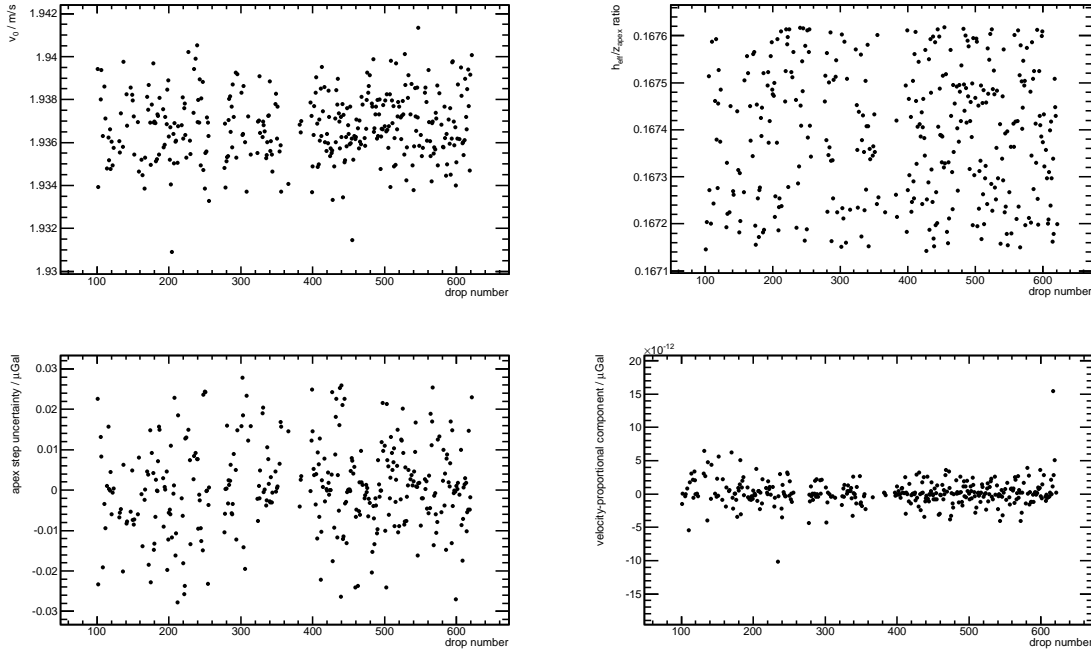 v0 / m/s
1.942
1.94
1.938
1.936
1.934
1.932
1.93
100 200 300 400 500 600
drop number
heff/zapex ratio
0.1676
0.1675
0.1674
0.1673
0.1672
0.1671
100 200 300 400 500 600
drop number
apex step uncertainty / μGal
0.03
0.02
0.01
0
-0.01
-0.02
-0.03
100 200 300 400 500 600
drop number
velocity-proportional component / μGal
×10-12
20
15
10
5
0
-5
-10
-15
100 200 300 400 500 600
drop number